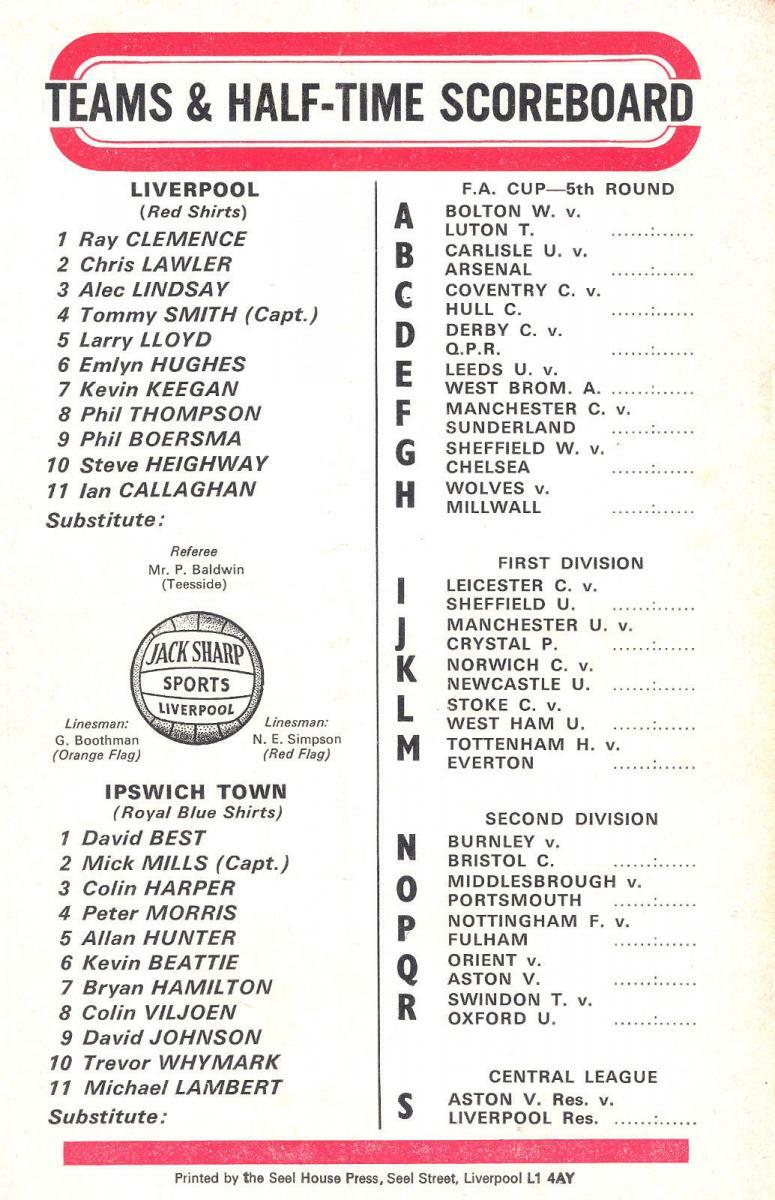 TEAMS & HALF-TIME SCOREBOARD
LIVERPOOL
(Red Shirts)
1 Ray CLEMENCE
2 Chris LAWLER
3 Alec LINDSAY
4 Tommy SMITH (Capt.)
5 Larry LLOYD
6 Emlyn HUGHES
7 Kevin KEEGAN
8 Phil THOMPSON
9 Phil BOERSMA
10 Steve HEIGHWAY
11 Ian CALLAGHAN
Substitute:
Referee
Mr. P. Baldwin
(Teesside)
JACK SHARP
SPORTS
LIVERPOOL
Linesman:
G. Boothman
(Orange Flag)
Linesman:
N. E. Simpson
(Red Flag)
IPSWICH TOWN
(Royal Blue Shirts)
1 David BEST
2 Mick MILLS (Capt.)
3 Colin HARPER
4 Peter MORRIS
5 Allan HUNTER
6 Kevin BEATTIE
7 Bryan HAMILTON
8 Colin VILJOEN
9 David JOHNSON
10 Trevor WHYMARK
11 Michael LAMBERT
Substitute:
F.A. CUP—5th ROUND
A BOLTON W. v.
LUTON T. ......:......
B CARLISLE U. v.
ARSENAL ......:......
C COVENTRY C. v.
HULL C. ......:......
D DERBY C. v.
Q.P.R. ......:......
E LEEDS U. v.
WEST BROM. A. ......:......
F MANCHESTER C. v.
SUNDERLAND ......:......
G SHEFFIELD W. v.
CHELSEA ......:......
H WOLVES v.
MILLWALL ......:......
FIRST DIVISION
I LEICESTER C. v.
SHEFFIELD U. ......:......
J MANCHESTER U. v.
CRYSTAL P. ......:......
K NORWICH C. v.
NEWCASTLE U. ......:......
L STOKE C. v.
WEST HAM U. ......:......
M TOTTENHAM H. v.
EVERTON ......:......
SECOND DIVISION
N BURNLEY v.
BRISTOL C. ......:......
O MIDDLESBROUGH v.
PORTSMOUTH ......:......
P NOTTINGHAM F. v.
FULHAM ......:......
Q ORIENT v.
ASTON V. ......:......
R SWINDON T. v.
OXFORD U. ......:......
CENTRAL LEAGUE
S ASTON V. Res. v.
LIVERPOOL Res. ......:......
Printed by the Seel House Press, Seel Street, Liverpool L1 4AY